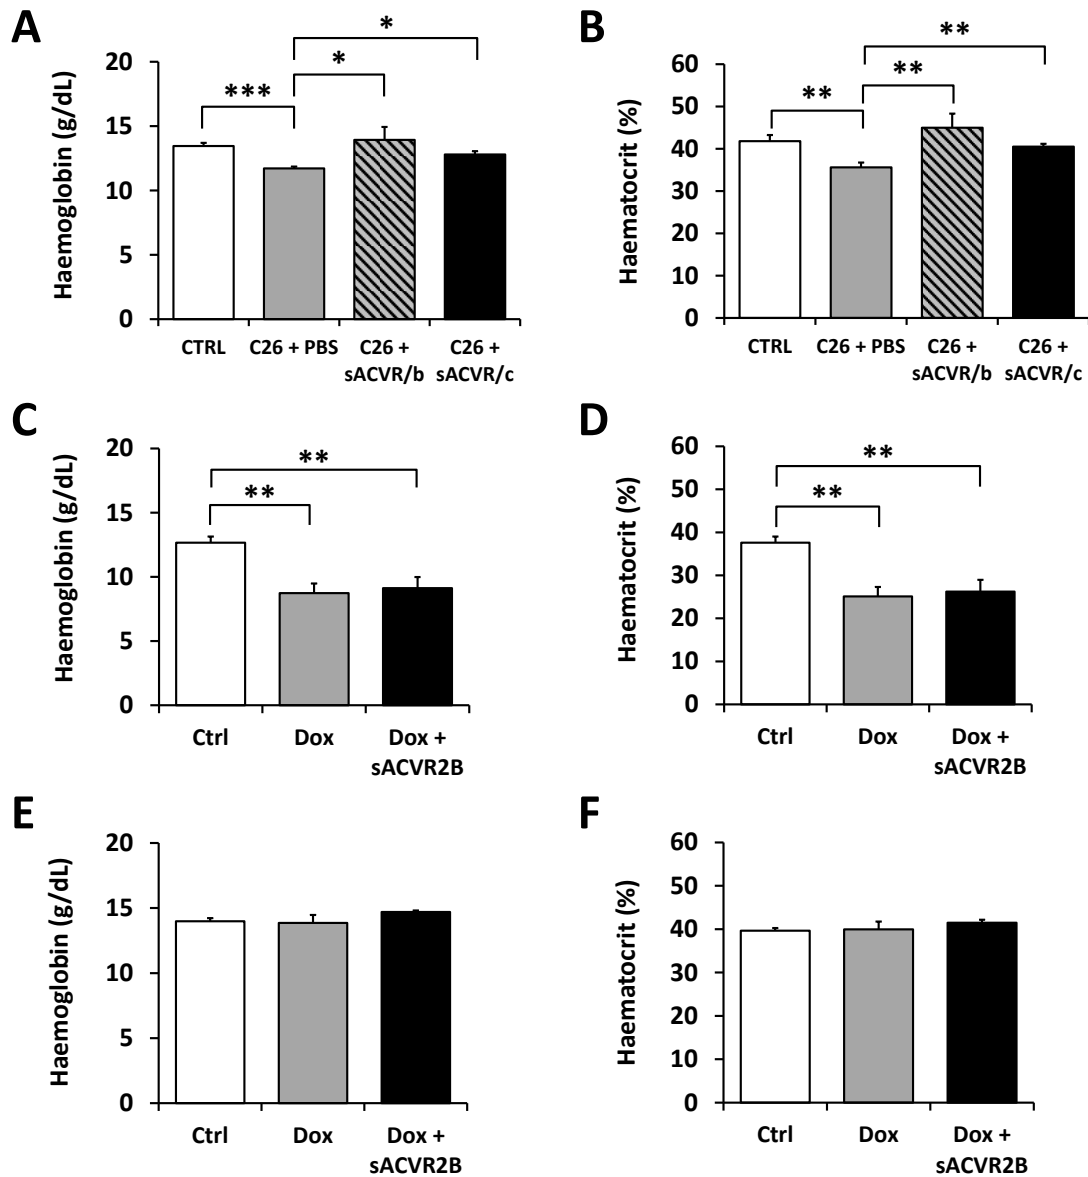 A
Haemoglobin (g/dL)
20
15
10
5
0
***
*
*
CTRL
C26 + PBS
C26 +
sACVR/b
C26 +
sACVR/c
B
Haematocrit (%)
60
50
40
30
20
10
0
**
**
**
CTRL
C26 + PBS
C26 +
sACVR/b
C26 +
sACVR/c
C
Haemoglobin (g/dL)
20
15
10
5
0
**
**
Ctrl
Dox
Dox +
sACVR2B
D
Haematocrit (%)
60
50
40
30
20
10
0
**
**
Ctrl
Dox
Dox +
sACVR2B
E
Haemoglobin (g/dL)
20
15
10
5
0
Ctrl
Dox
Dox +
sACVR2B
F
Haematocrit (%)
60
50
40
30
20
10
0
Ctrl
Dox
Dox +
sACVR2B